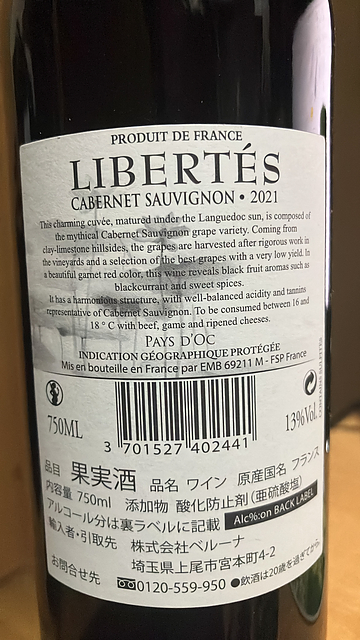 PRODUIT DE FRANCE
LIBERTÉS
CABERNET SAUVIGNON • 2021
This charming cuvée, matured under the Languedoc sun, is composed of
the mythical Cabernet Sauvignon grape variety. Coming from
clay-limestone hillsides, the grapes are harvested after rigorous work in
the vineyards and a selection of the best grapes with a very low yield. In
a beautiful garnet red color, this wine reveals black fruit aromas such as
blackcurrant and sweet spices.
It has a harmonious structure, with well-balanced acidity and tannins
representative of Cabernet Sauvignon. To be consumed between 16 and
18 ° C with beef, game and ripened cheeses.
PAYS D'OC
INDICATION GÉOGRAPHIQUE PROTÉGÉE
Mis en bouteille en France par EMB 69211 M - FSP France
750ML
13%Vol.
3 701527 402441
品目 果実酒 品名 ワイン 原産国名 フランス
内容量 750ml 添加物 酸化防止剤(亜硫酸塩)
アルコール分は裏ラベルに記載 Alc%:on BACK LABEL
輸入者・引取先 株式会社ベルーナ
埼玉県上尾市宮本町4-2
お問合せ先 0120-559-950 ●飲酒は20歳を過ぎてから。